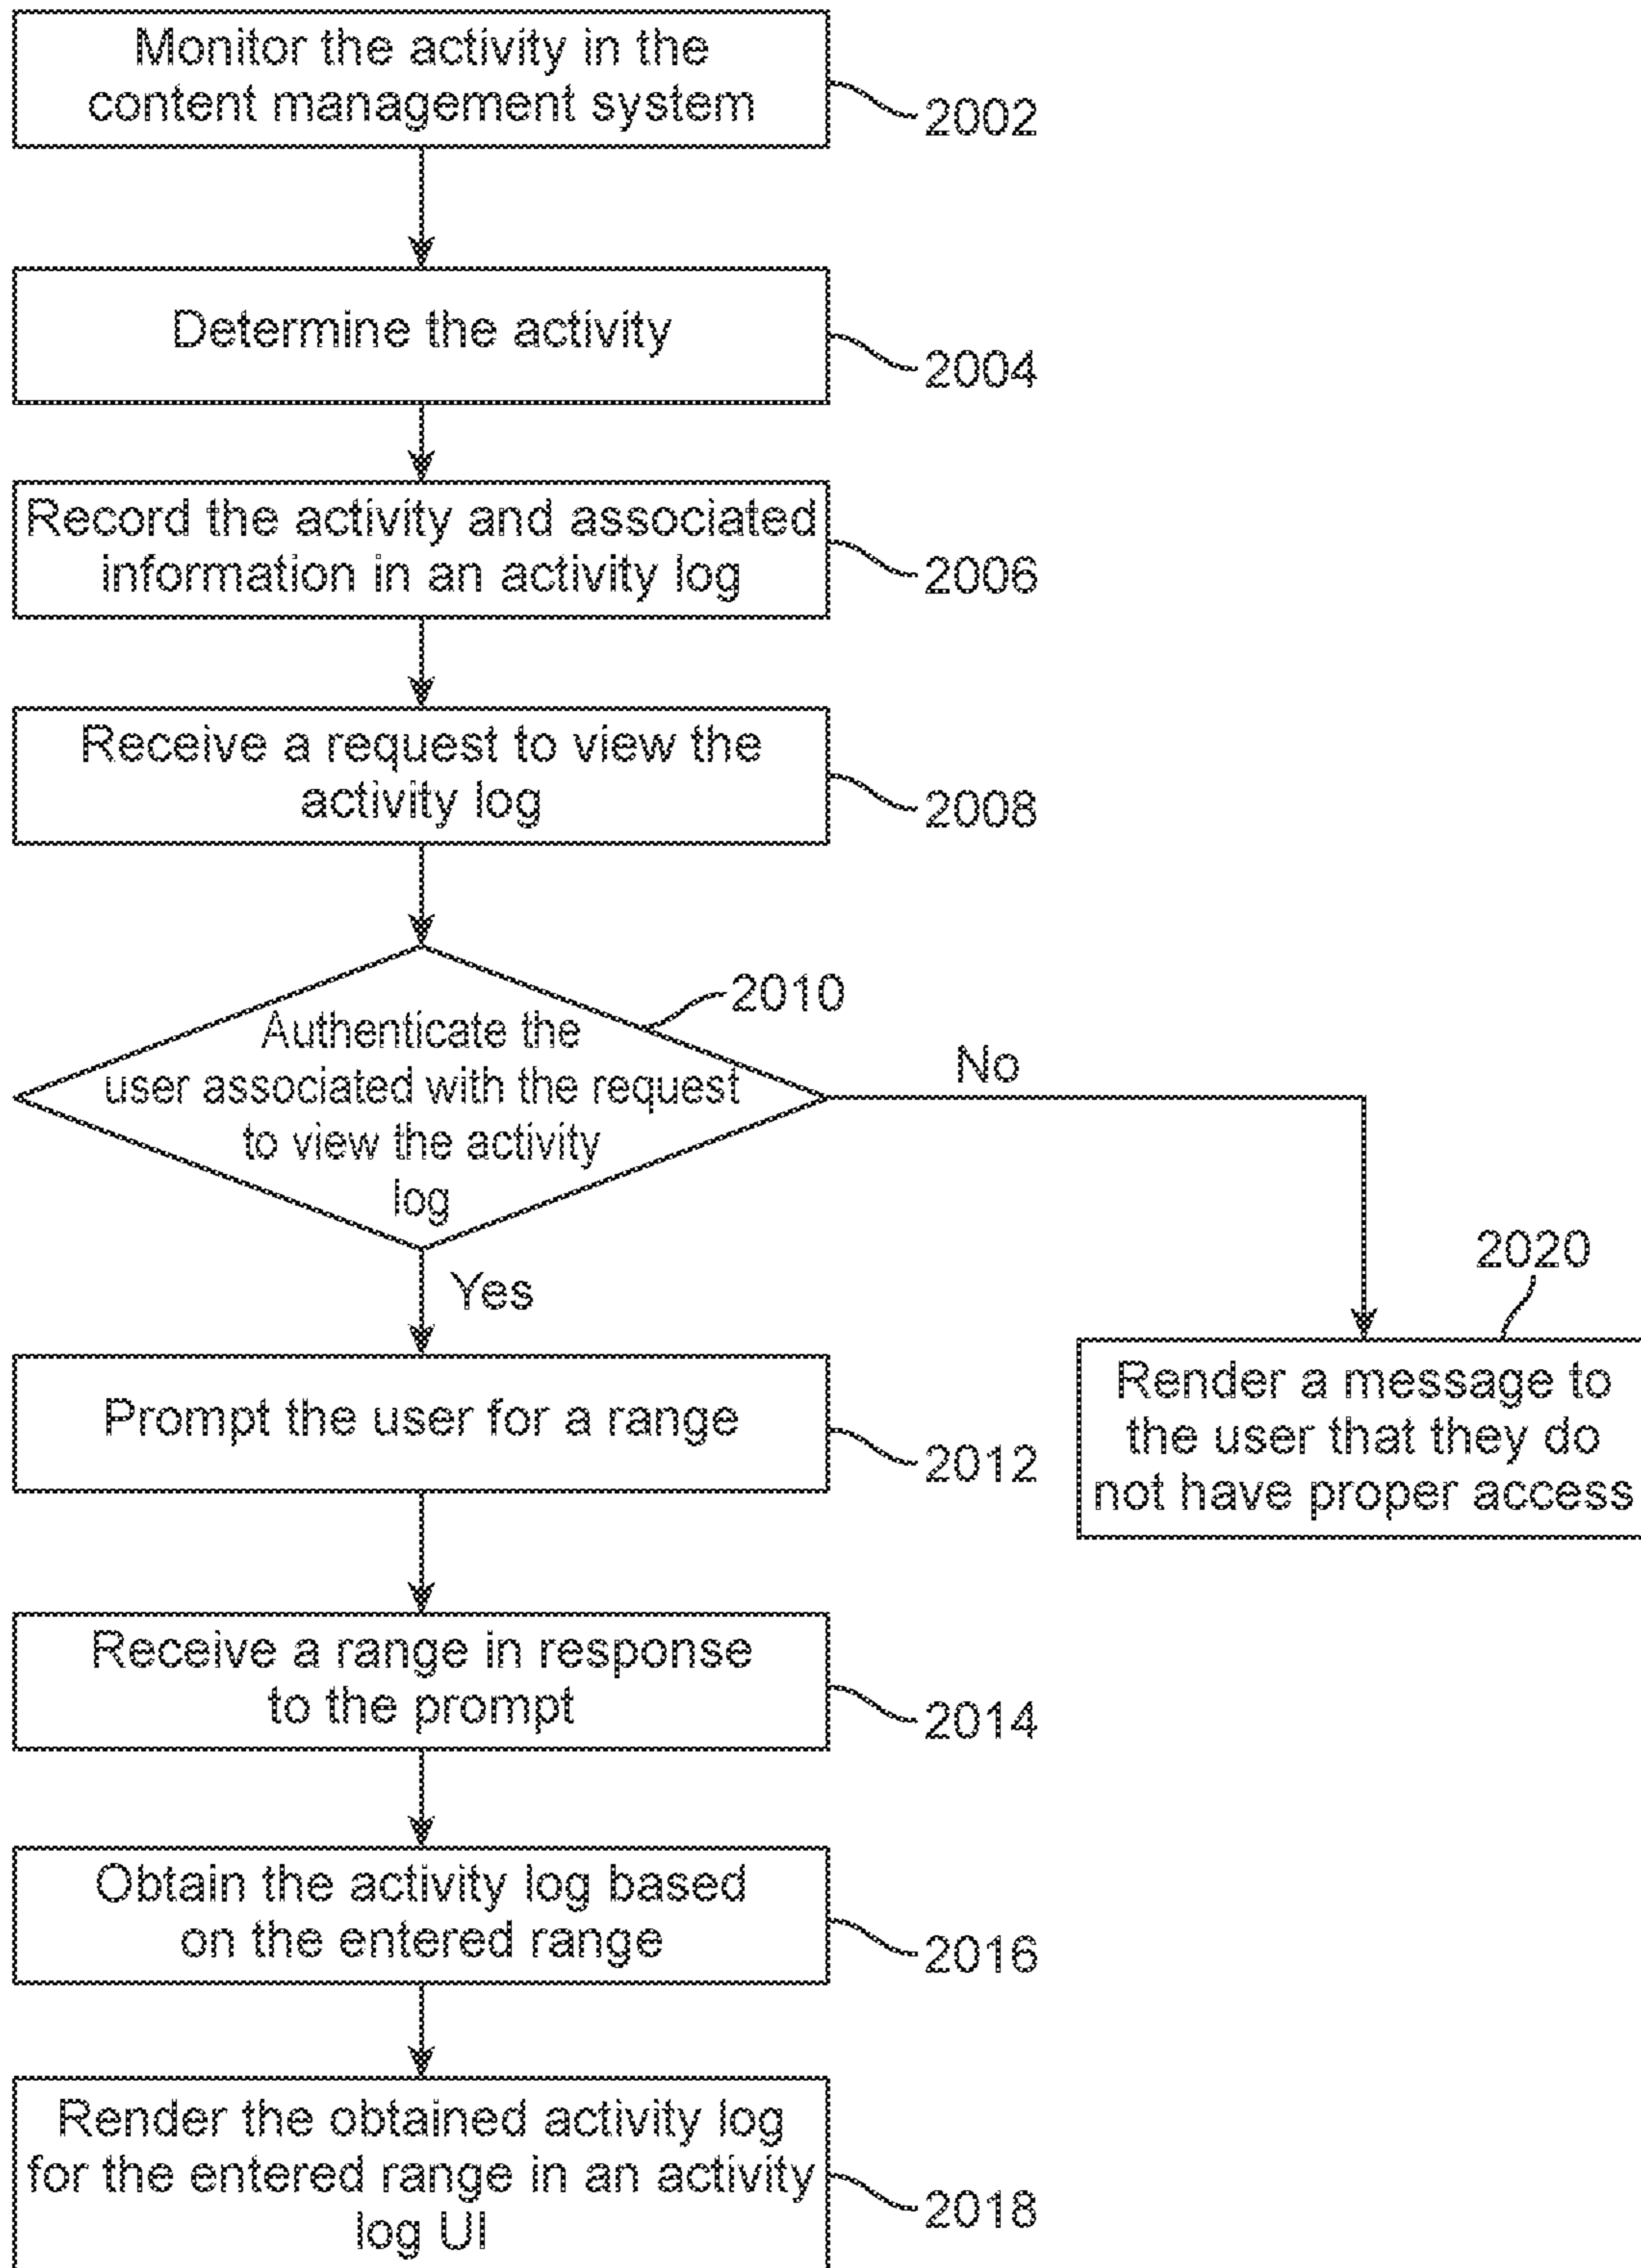 Monitor the activity in the
content management system
2002
Determine the activity
2004
Record the activity and associated
information in an activity log
2006
Receive a request to view the
activity log
2008
2010
Authenticate the
user associated with the request
to view the activity
log
No
Yes
2020
Render a message to
the user that they do
not have proper access
Prompt the user for a range
2012
Receive a range in response
to the prompt
2014
Obtain the activity log based
on the entered range
2016
Render the obtained activity log
for the entered range in an activity
log UI
2018